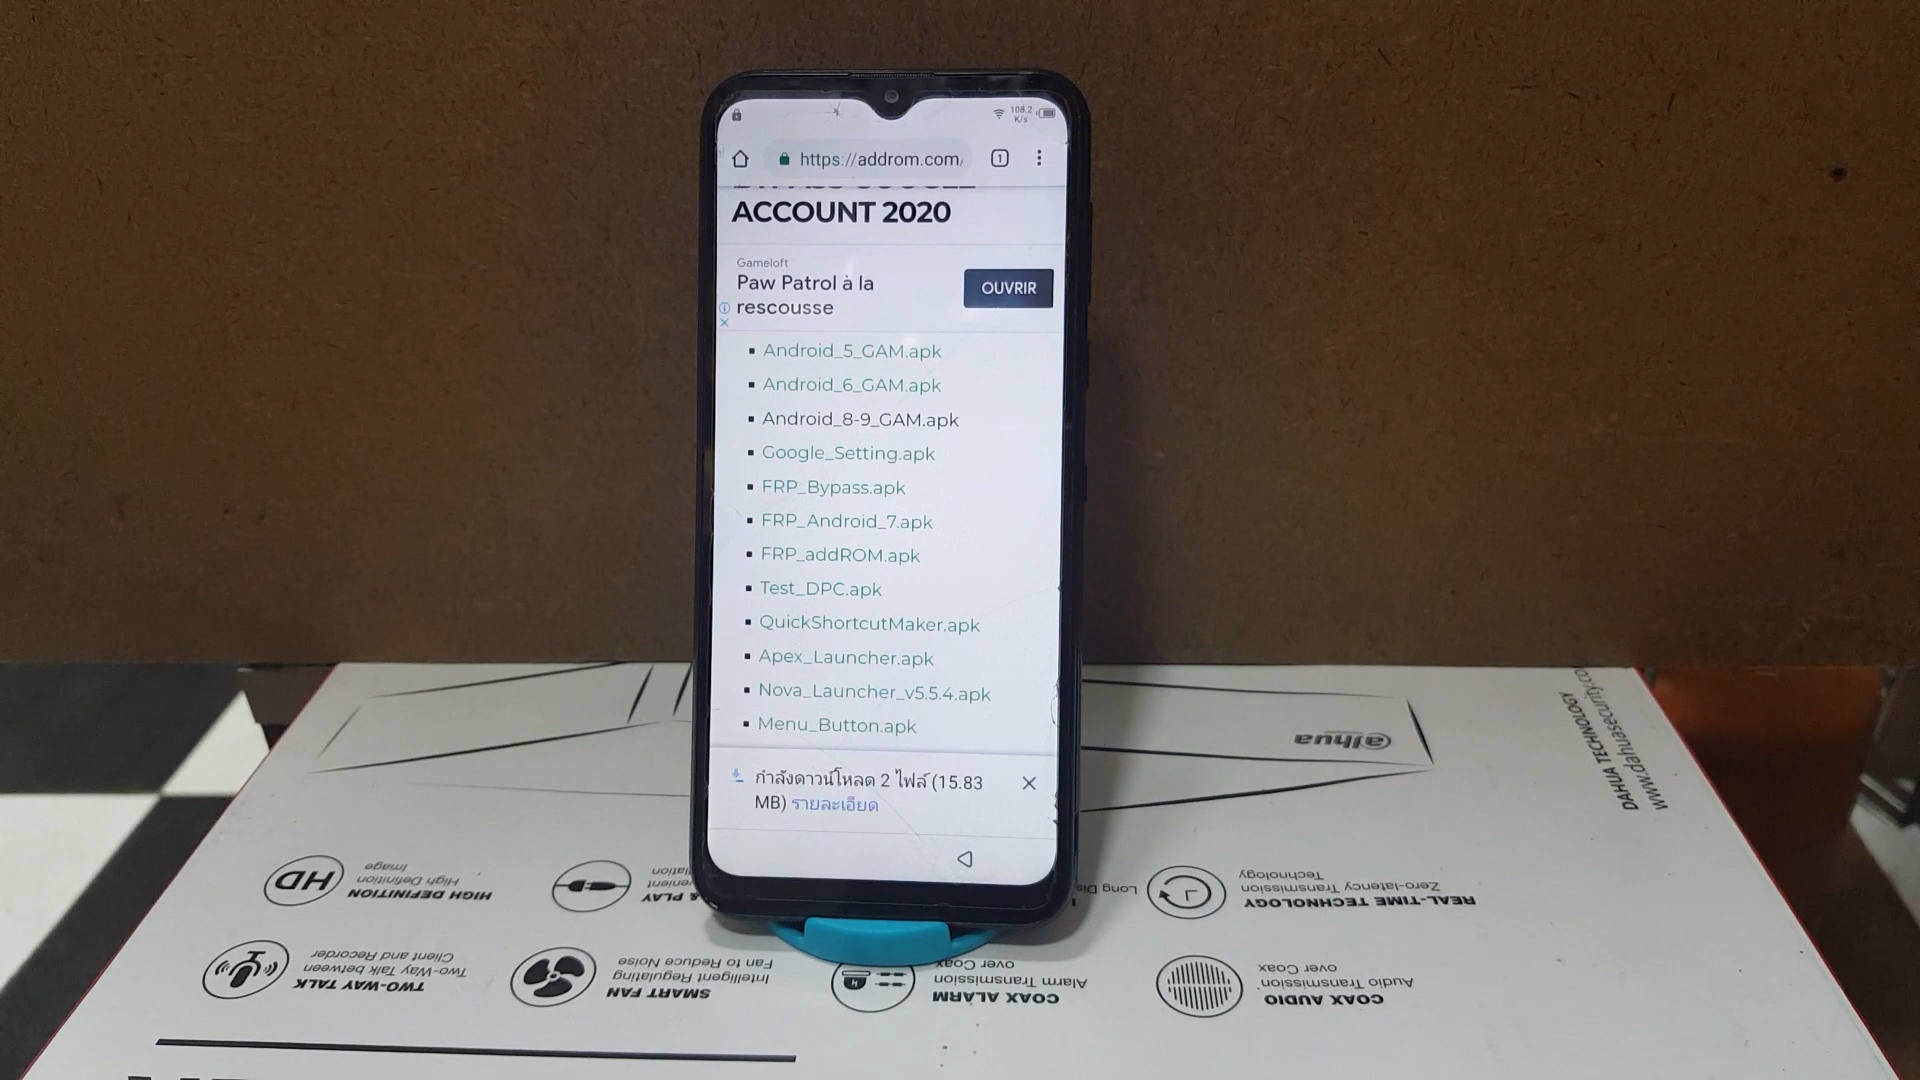 108.2
K/s
https://addrom.com/
1
ACCOUNT 2020
Gameloft
Paw Patrol à la
rescousse
OUVRIR
Android_5_GAM.apk
Android_6_GAM.apk
Android_8-9_GAM.apk
Google_Setting.apk
FRP_Bypass.apk
FRP_Android_7.apk
FRP_addROM.apk
Test_DPC.apk
QuickShortcutMaker.apk
Apex_Launcher.apk
Nova_Launcher_v5.5.4.apk
Menu_Button.apk
กำลังดาวน์โหลด 2 ไฟล์ (15.83
MB) รายละเอียด
alhua
DAHUA TECHNOLOGY
www.dahuasecurity.co
HD
HIGH DEFINITION
High Definition
Image
& PLAY
REAL-TIME TECHNOLOGY
Zero-latency Transmission
Technology
TWO-WAY TALK
Two-Way Talk between
Client and Recorder
SMART FAN
Intelligent Regulating
Fan to Reduce Noise
COAX ALARM
Alarm Transmission
over Coax
COAX AUDIO
Audio Transmission
over Coax